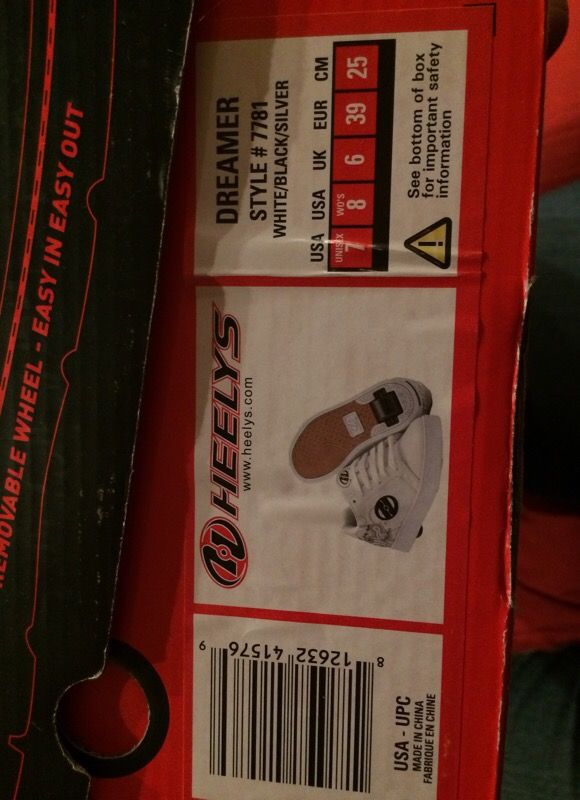 REMOVABLE WHEEL - EASY IN EASY OUT
DREAMER
STYLE # 7781
WHITE/BLACK/SILVER
USA USA UK EUR CM
UNISEX WO'S
7 8 6 39 25
See bottom of box
for important safety
information
HEELYS
www.heelys.com
8 12632 41576 9
USA - UPC
MADE IN CHINA
FABRIQUE EN CHINE